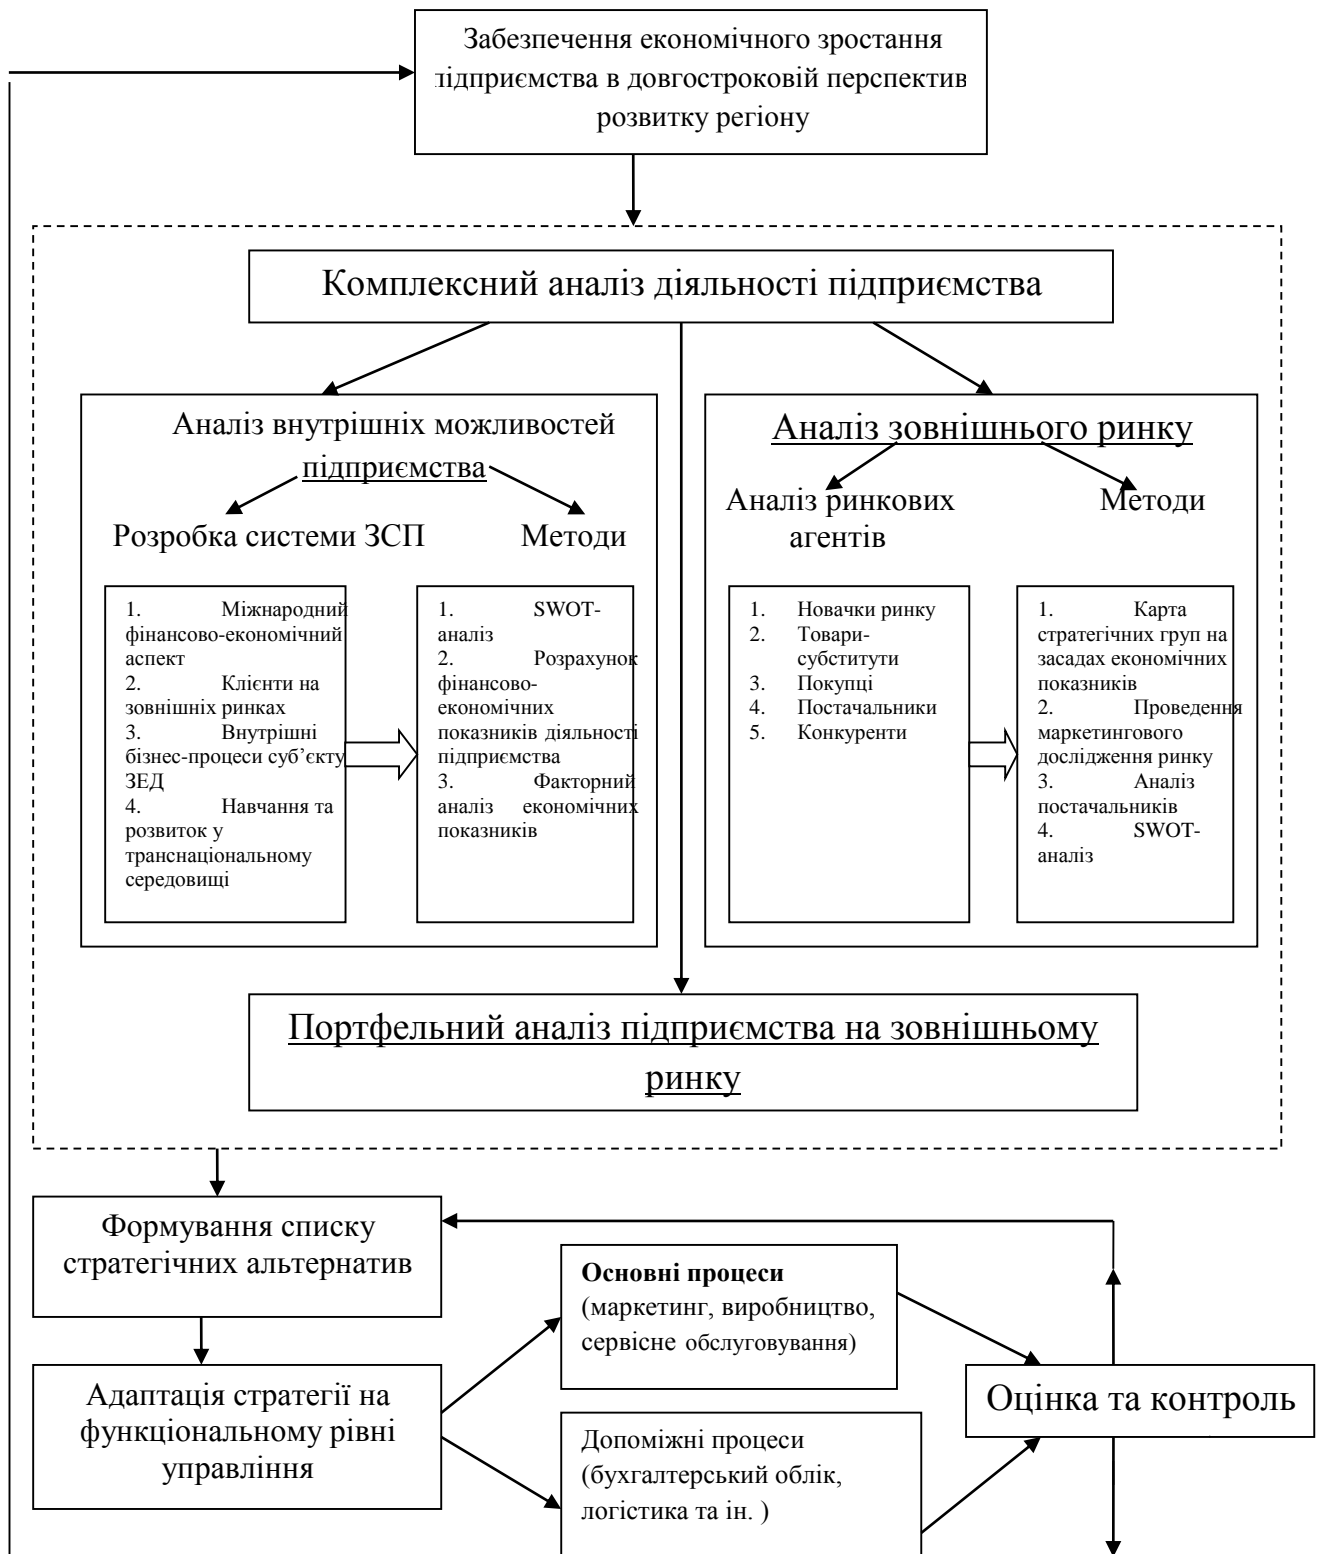 Забезпечення економічного зростання
підприємства в довгостроковій перспектив
розвитку регіону
Комплексний аналіз діяльності підприємства
Аналіз внутрішніх можливостей
підприємства
Розробка системи ЗСП
Методи
1. Міжнародний
фінансово-економічний
аспект
2. Клієнти на
зовнішніх ринках
3. Внутрішні
бізнес-процеси суб’єкту
ЗЕД
4. Навчання та
розвиток у
транснаціональному
середовищі
1. SWOT-
аналіз
2. Розрахунок
фінансово-
економічних
показників діяльності
підприємства
3. Факторний
аналіз економічних
показників
Аналіз зовнішнього ринку
Аналіз ринкових
агентів
Методи
1. Новачки ринку
2. Товари-
субститути
3. Покупці
4. Постачальники
5. Конкуренти
1. Карта
стратегічних груп на
засадах економічних
показників
2. Проведення
маркетингового
дослідження ринку
3. Аналіз
постачальників
4. SWOT-
аналіз
Портфельний аналіз підприємства на зовнішньому
ринку
Формування списку
стратегічних альтернатив
Адаптація стратегії на
функціональному рівні
управління
Основні процеси
(маркетинг, виробництво,
сервісне обслуговування)
Допоміжні процеси
(бухгалтерський облік,
логістика та ін. )
Оцінка та контроль